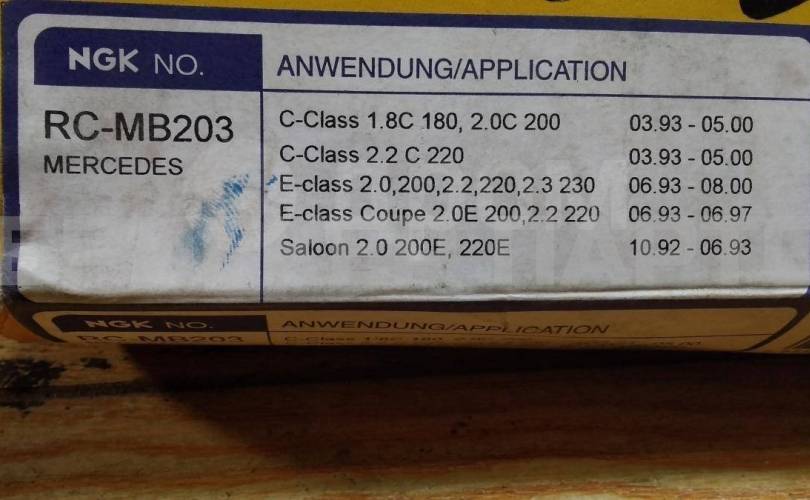 NGK NO.
ANWENDUNG/APPLICATION
RC-MB203
MERCEDES
C-Class 1.8C 180, 2.0C 200 03.93 - 05.00
C-Class 2.2 C 220 03.93 - 05.00
E-class 2.0,200,2.2,220,2.3 230 06.93 - 08.00
E-class Coupe 2.0E 200,2.2 220 06.93 - 06.97
Saloon 2.0 200E, 220E 10.92 - 06.93
NGK NO.
ANWENDUNG/APPLICATION
RC-MB203